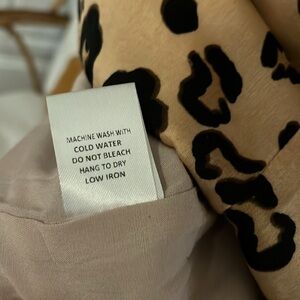 MACHINE WASH WITH
COLD WATER
DO NOT BLEACH
HANG TO DRY
LOW IRON